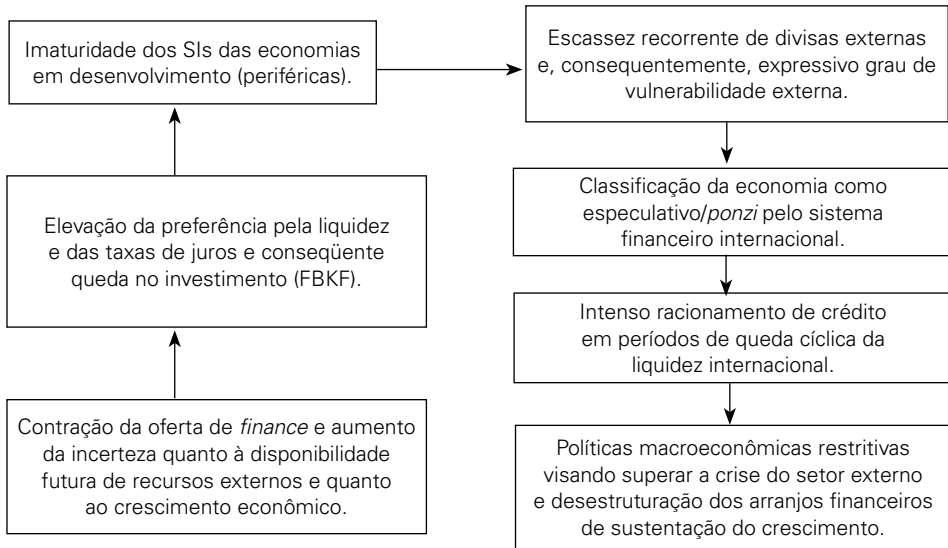 Imaturidade dos SIs das economias
em desenvolvimento (periféricas).
Escassez recorrente de divisas externas
e, consequentemente, expressivo grau de
vulnerabilidade externa.
Classificação da economia como
especulativo/ponzi pelo sistema
financeiro internacional.
Intenso racionamento de crédito
em períodos de queda cíclica da
liquidez internacional.
Políticas macroeconômicas restritivas
visando superar a crise do setor externo
e desestruturação dos arranjos financeiros
de sustentação do crescimento.
Contração da oferta de finance e aumento
da incerteza quanto à disponibilidade
futura de recursos externos e quanto
ao crescimento econômico.
Elevação da preferência pela liquidez
e das taxas de juros e conseqüente
queda no investimento (FBKF).